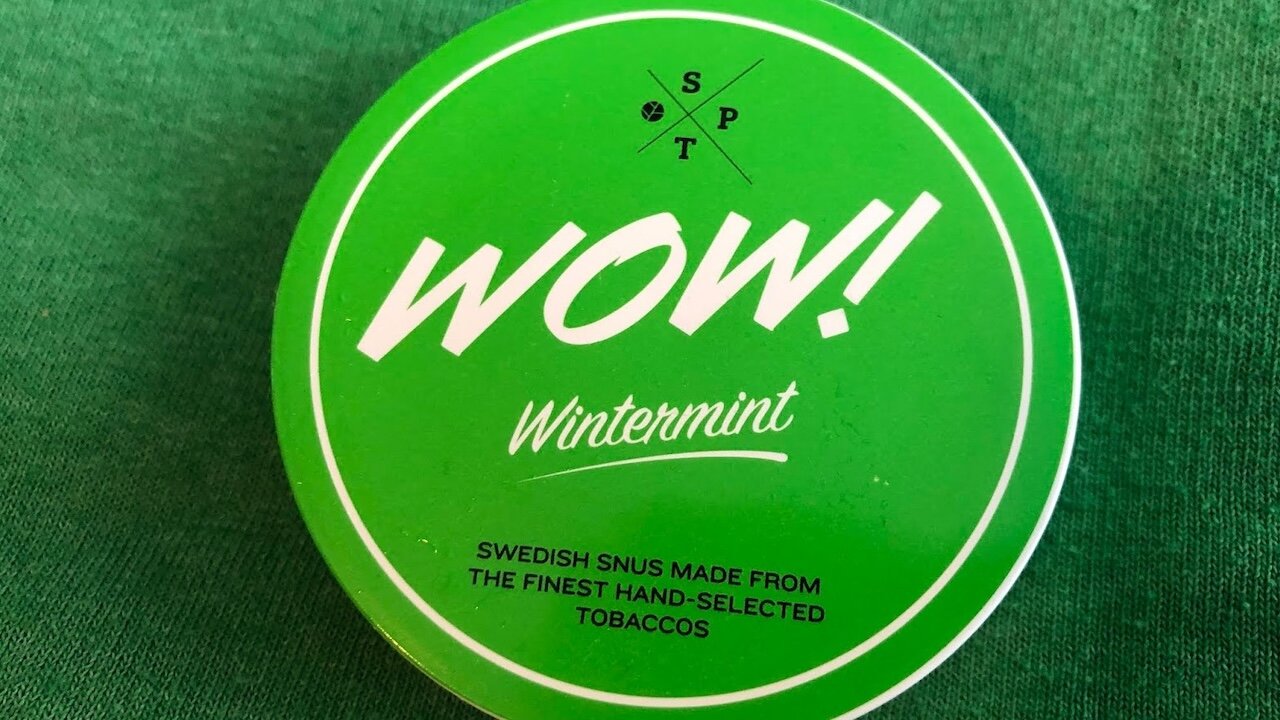 S
P
T
WOW!
Wintermint
SWEDISH SNUS MADE FROM
THE FINEST HAND-SELECTED
TOBACCOS